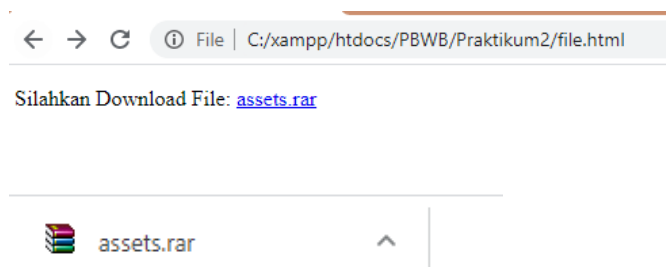 File C:/xampp/htdocs/PBWB/Praktikum2/file.html
Silahkan Download File: assets.rar
assets.rar